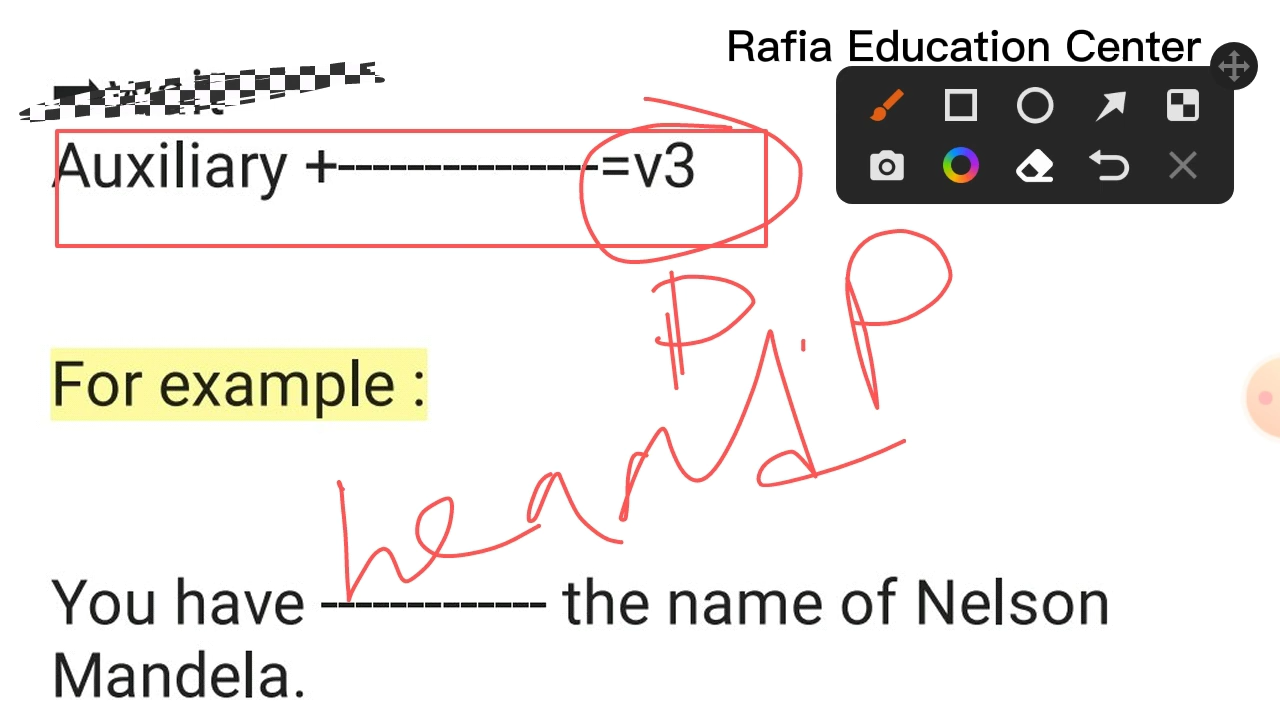 Rafia Education Center
Auxiliary +---------------=v3
P.P
For example :
heard
You have ------------- the name of Nelson
Mandela.